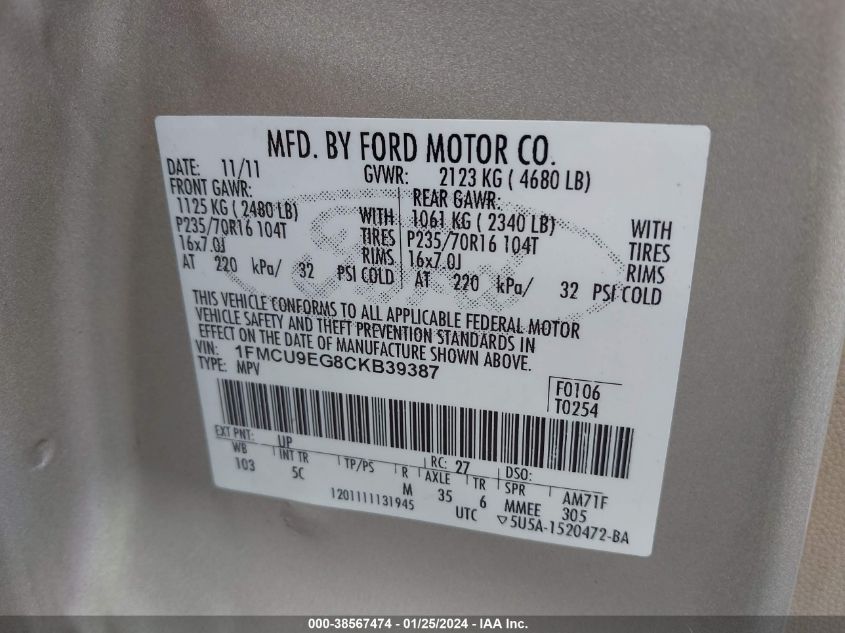 MFD. BY FORD MOTOR CO.
DATE: 11/11 GVWR: 2123 KG ( 4680 LB)
FRONT GAWR: REAR GAWR:
1125 KG ( 2480 LB) WITH 1061 KG ( 2340 LB) WITH
P235/70R16 104T TIRES P235/70R16 104T TIRES
16x7.0J RIMS 16x7.0J RIMS
AT 220 kPa/ 32 PSI COLD AT 220 kPa/ 32 PSI COLD
THIS VEHICLE CONFORMS TO ALL APPLICABLE FEDERAL MOTOR
VEHICLE SAFETY AND THEFT PREVENTION STANDARDS IN
EFFECT ON THE DATE OF MANUFACTURE SHOWN ABOVE.
VIN: 1FMCU9EG8CKB39387
TYPE: MPV
F0106
T0254
EXT PNT: UP RC: 27 DSO:
WB INT TR TP/PS R AXLE TR SPR AM71F
103 5C M 35 6 MMEE 305
1201111131945 UTC ▽5U5A-1520472-BA
000-38567474 - 01/25/2024 - IAA Inc.